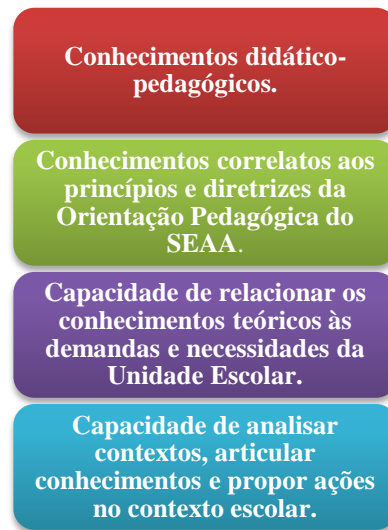 Conhecimentos didático-
pedagógicos.
Conhecimentos correlatos aos
princípios e diretrizes da
Orientação Pedagógica do
SEAA.
Capacidade de relacionar os
conhecimentos teóricos às
demandas e necessidades da
Unidade Escolar.
Capacidade de analisar
contextos, articular
conhecimentos e propor ações
no contexto escolar.